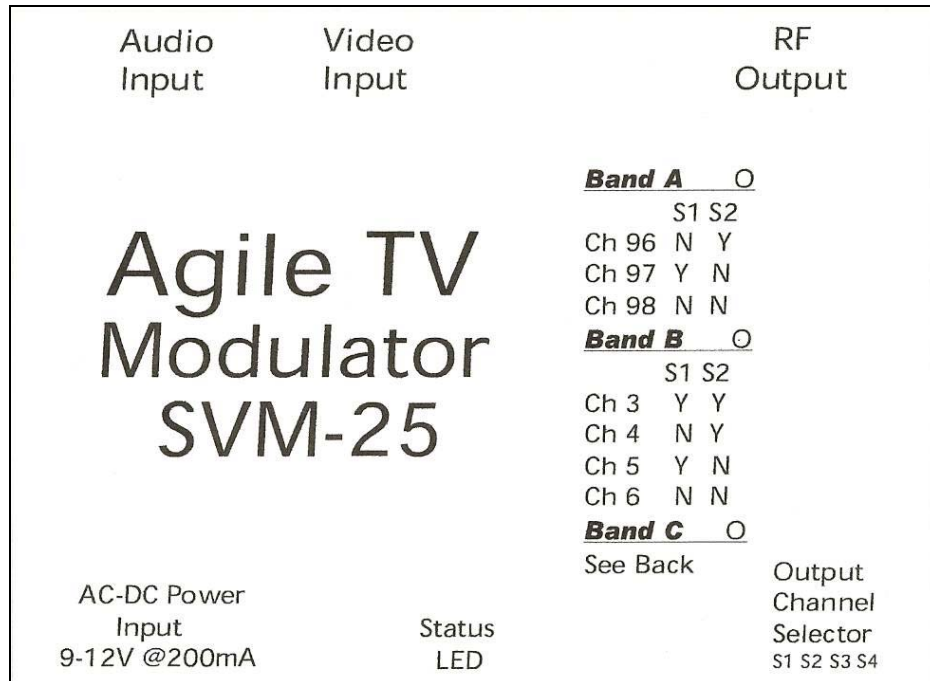 Audio Input
Video Input
RF Output
Agile TV
Modulator
SVM-25
Band A O
S1 S2
Ch 96 N Y
Ch 97 Y N
Ch 98 N N
Band B O
S1 S2
Ch 3 Y Y
Ch 4 N Y
Ch 5 Y N
Ch 6 N N
Band C O
See Back
AC-DC Power
Input
9-12V @200mA
Status
LED
Output
Channel
Selector
S1 S2 S3 S4